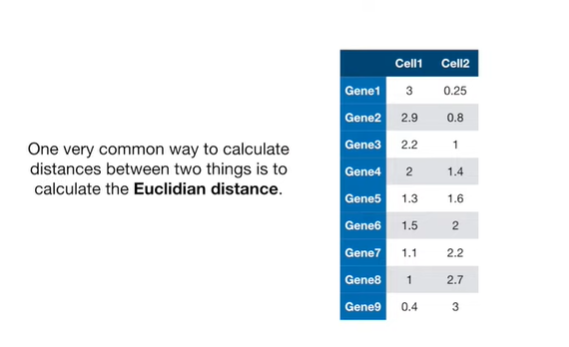 One very common way to calculate
distances between two things is to
calculate the Euclidian distance.
Cell1 Cell2
Gene1 3 0.25
Gene2 2.9 0.8
Gene3 2.2 1
Gene4 2 1.4
Gene5 1.3 1.6
Gene6 1.5 2
Gene7 1.1 2.2
Gene8 1 2.7
Gene9 0.4 3